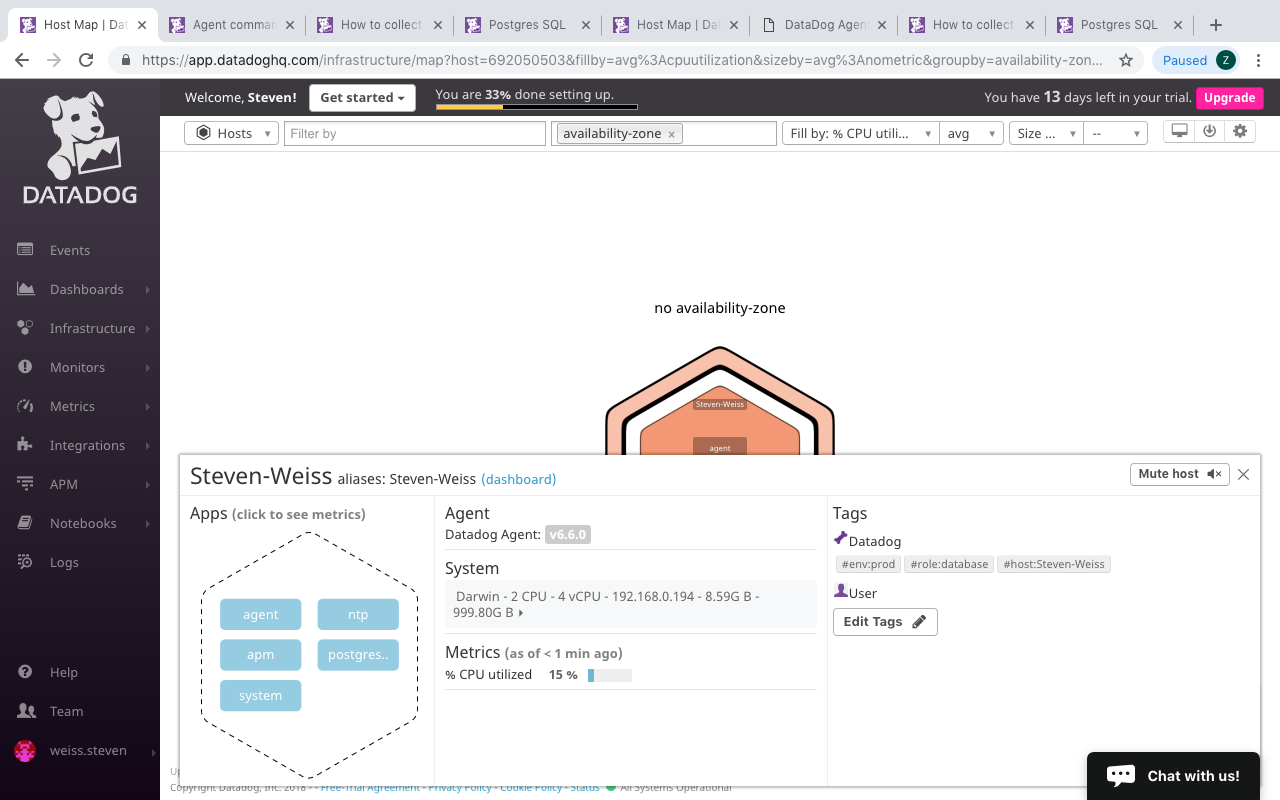 Host Map | Dat
Agent comman
How to collect
Postgres SQL
Host Map | Dat
DataDog Agen
How to collect
Postgres SQL
https://app.datadoghq.com/infrastructure/map?host=692050503&fillby=avg%3Acpuutilization&sizeby=avg%3Anometric&groupby=availability-zon...
Paused
Z
DATADOG
Events
Dashboards
Infrastructure
Monitors
Metrics
Integrations
APM
Notebooks
Logs
Help
Team
weiss.steven
Welcome, Steven!
Get started
You are 33% done setting up.
You have 13 days left in your trial.
Upgrade
Hosts
Filter by
availability-zone ×
Fill by: % CPU utili...
avg
Size ...
--
no availability-zone
Steven-Weiss
agent
Steven-Weiss aliases: Steven-Weiss (dashboard)
Mute host
Apps (click to see metrics)
agent
ntp
apm
postgres..
system
Agent
Datadog Agent: v6.6.0
System
Darwin - 2 CPU - 4 vCPU - 192.168.0.194 - 8.59G B -
999.80G B
Metrics (as of < 1 min ago)
% CPU utilized 15 %
Tags
Datadog
#env:prod
#role:database
#host:Steven-Weiss
User
Edit Tags
Up
Copyright Datadog, Inc. 2018 - - Free-Trial Agreement - Privacy Policy - Cookie Policy - Status All Systems Operational
Chat with us!